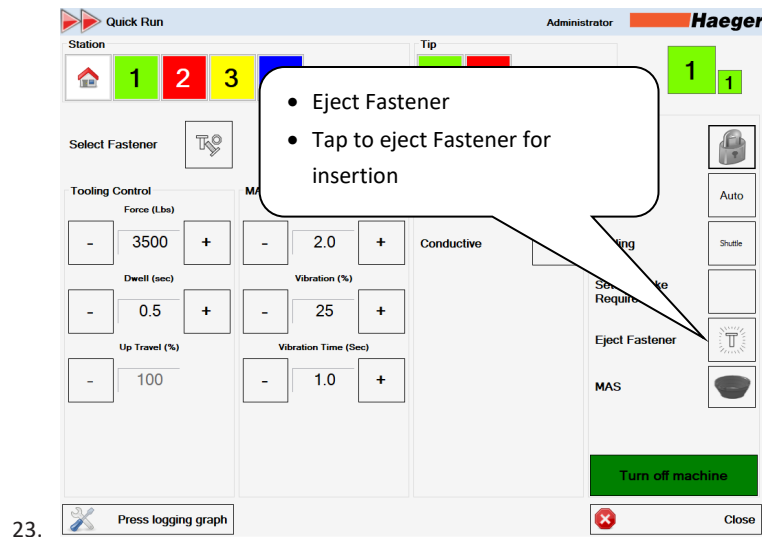 Quick Run
Administrator
Haeger
Station
Tip
1
2
3
1
1
• Eject Fastener
• Tap to eject Fastener for
insertion
Select Fastener
Auto
Tooling Control
Force (Lbs)
- 3500 +
- 2.0 +
Conductive
Shuttle
Dwell (sec)
Vibration (%)
- 0.5 +
- 25 +
Up Travel (%)
Vibration Time (Sec)
Eject Fastener
T
- 100
- 1.0 +
MAS
Turn off machine
Press logging graph
Close
23.